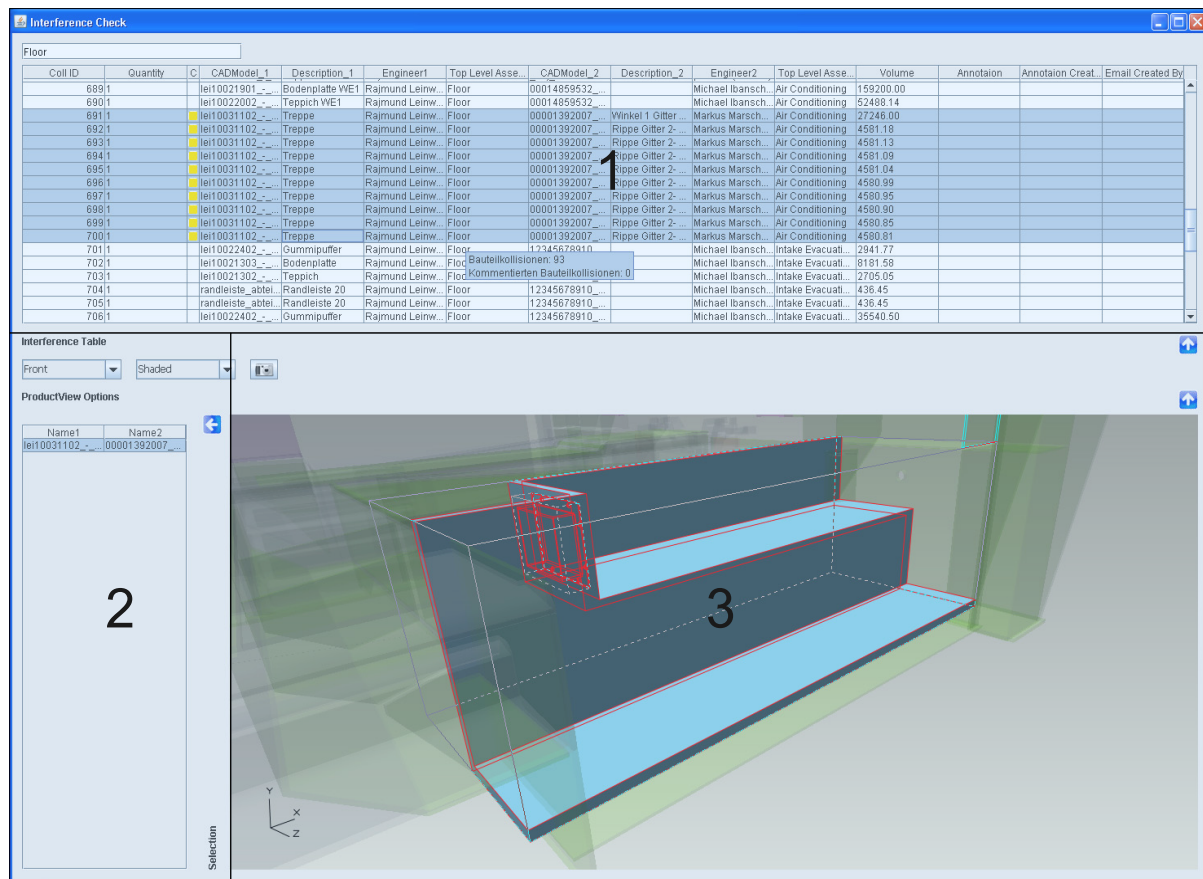 Interference Check
Floor
Coll ID Quantity C CADModel_1 Description_1 Engineer1 Top Level Asse... CADModel_2 Description_2 Engineer2 Top Level Asse... Volume Annotaion Annotaion Creat... Email Created By
689 1 lei10021901_-_... Bodenplatte WE1 Rajmund Leinw... Floor 00014859532_... Michael Ibansch... Air Conditioning 159200.00
690 1 lei10022002_-_... Teppich WE1 Rajmund Leinw... Floor 00014859532_... Michael Ibansch... Air Conditioning 52488.14
691 1 lei10031102_-_... Treppe Rajmund Leinw... Floor 00001392007_... Winkel 1 Gitter ... Markus Marsch... Air Conditioning 27246.00
692 1 lei10031102_-_... Treppe Rajmund Leinw... Floor 00001392007_... Rippe Gitter 2- ... Markus Marsch... Air Conditioning 4581.18
693 1 lei10031102_-_... Treppe Rajmund Leinw... Floor 00001392007_... Rippe Gitter 2- ... Markus Marsch... Air Conditioning 4581.13
694 1 lei10031102_-_... Treppe Rajmund Leinw... Floor 00001392007_... Rippe Gitter 2- ... Markus Marsch... Air Conditioning 4581.09
695 1 lei10031102_-_... Treppe Rajmund Leinw... Floor 00001392007_... Rippe Gitter 2- ... Markus Marsch... Air Conditioning 4581.04
696 1 lei10031102_-_... Treppe Rajmund Leinw... Floor 00001392007_... Rippe Gitter 2- ... Markus Marsch... Air Conditioning 4580.99
697 1 lei10031102_-_... Treppe Rajmund Leinw... Floor 00001392007_... Rippe Gitter 2- ... Markus Marsch... Air Conditioning 4580.95
698 1 lei10031102_-_... Treppe Rajmund Leinw... Floor 00001392007_... Rippe Gitter 2- ... Markus Marsch... Air Conditioning 4580.90
699 1 lei10031102_-_... Treppe Rajmund Leinw... Floor 00001392007_... Rippe Gitter 2- ... Markus Marsch... Air Conditioning 4580.85
700 1 lei10031102_-_... Treppe Rajmund Leinw... Floor 00001392007_... Rippe Gitter 2- ... Markus Marsch... Air Conditioning 4580.81
701 1 lei10022402_-_... Gummipuffer Rajmund Leinw... Floor 12345678910_... Michael Ibansch... Intake Evacuati... 2941.77
702 1 lei10021303_-_... Bodenplatte Rajmund Leinw... Floor Michael Ibansch... Intake Evacuati... 8181.58
703 1 lei10021302_-_... Teppich Rajmund Leinw... Floor Michael Ibansch... Intake Evacuati... 2705.05
704 1 randleiste_abtei... Randleiste 20 Rajmund Leinw... Floor 12345678910_... Michael Ibansch... Intake Evacuati... 436.45
705 1 randleiste_abtei... Randleiste 20 Rajmund Leinw... Floor 12345678910_... Michael Ibansch... Intake Evacuati... 436.45
706 1 lei10022402_-_... Gummipuffer Rajmund Leinw... Floor 12345678910_... Michael Ibansch... Intake Evacuati... 35540.50
Bauteilkollisionen: 93
Kommentierten Bauteilkollisionen: 0
1
Interference Table
Front Shaded
ProductView Options
Name1 Name2
lei10031102_-_... 00001392007_...
2
Selection
3
Y
X
Z